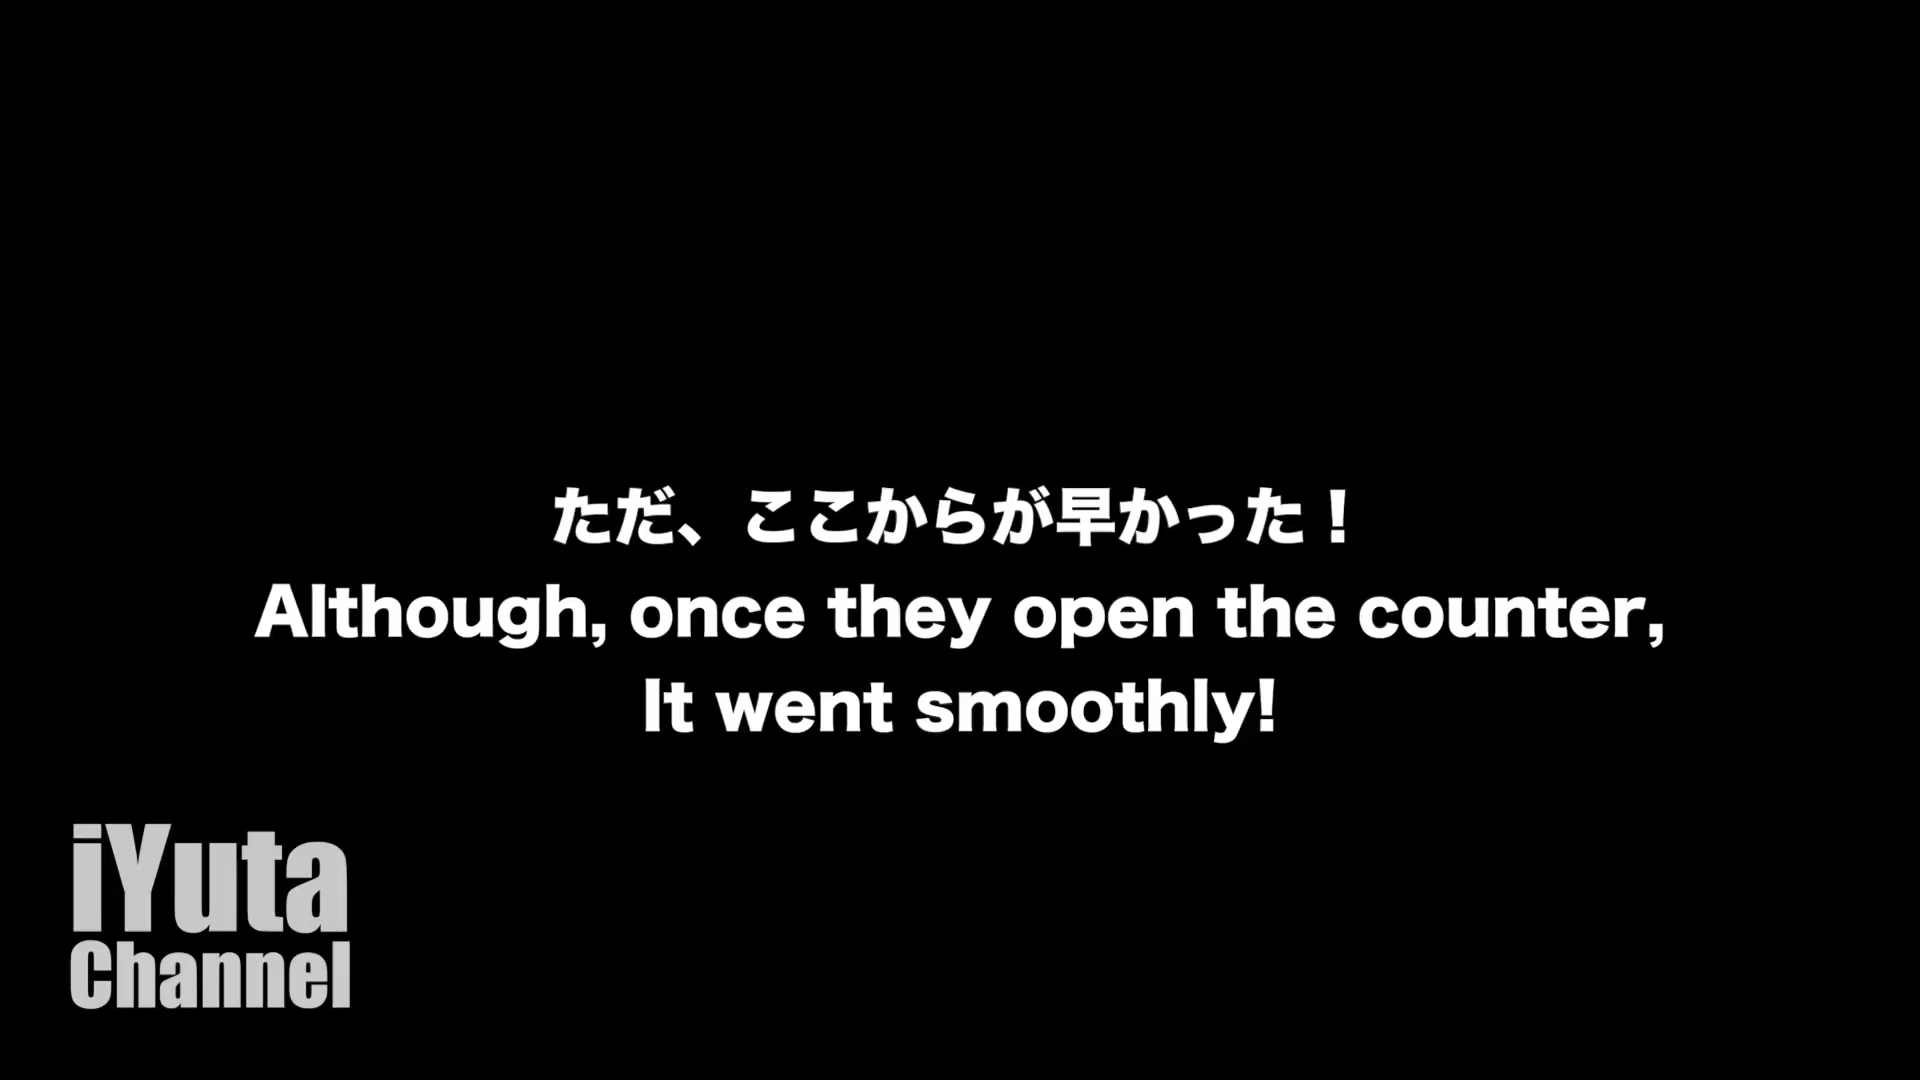 ただ、ここからが早かった！
Although, once they open the counter,
It went smoothly!
iYuta
Channel